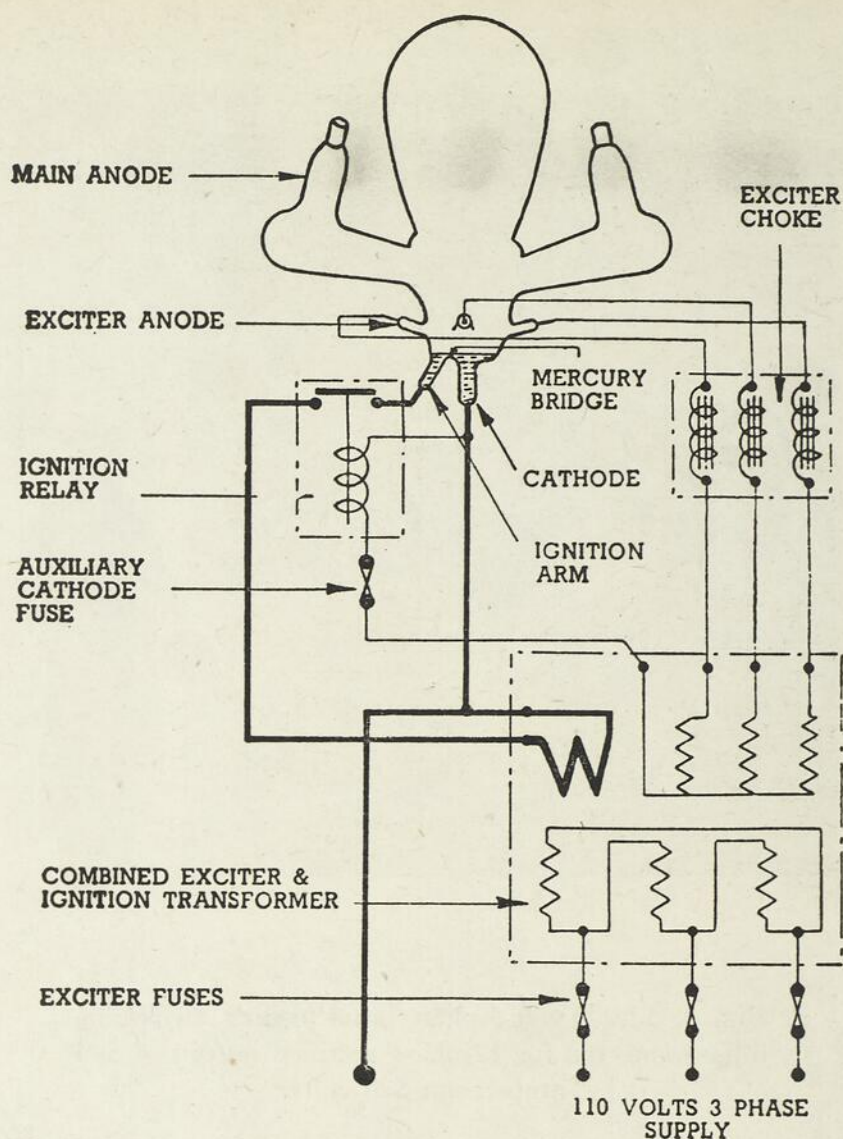 MAIN ANODE
EXCITER
CHOKE
EXCITER ANODE
MERCURY
BRIDGE
CATHODE
IGNITION
RELAY
IGNITION
ARM
AUXILIARY
CATHODE
FUSE
COMBINED EXCITER &
IGNITION TRANSFORMER
EXCITER FUSES
110 VOLTS 3 PHASE
SUPPLY